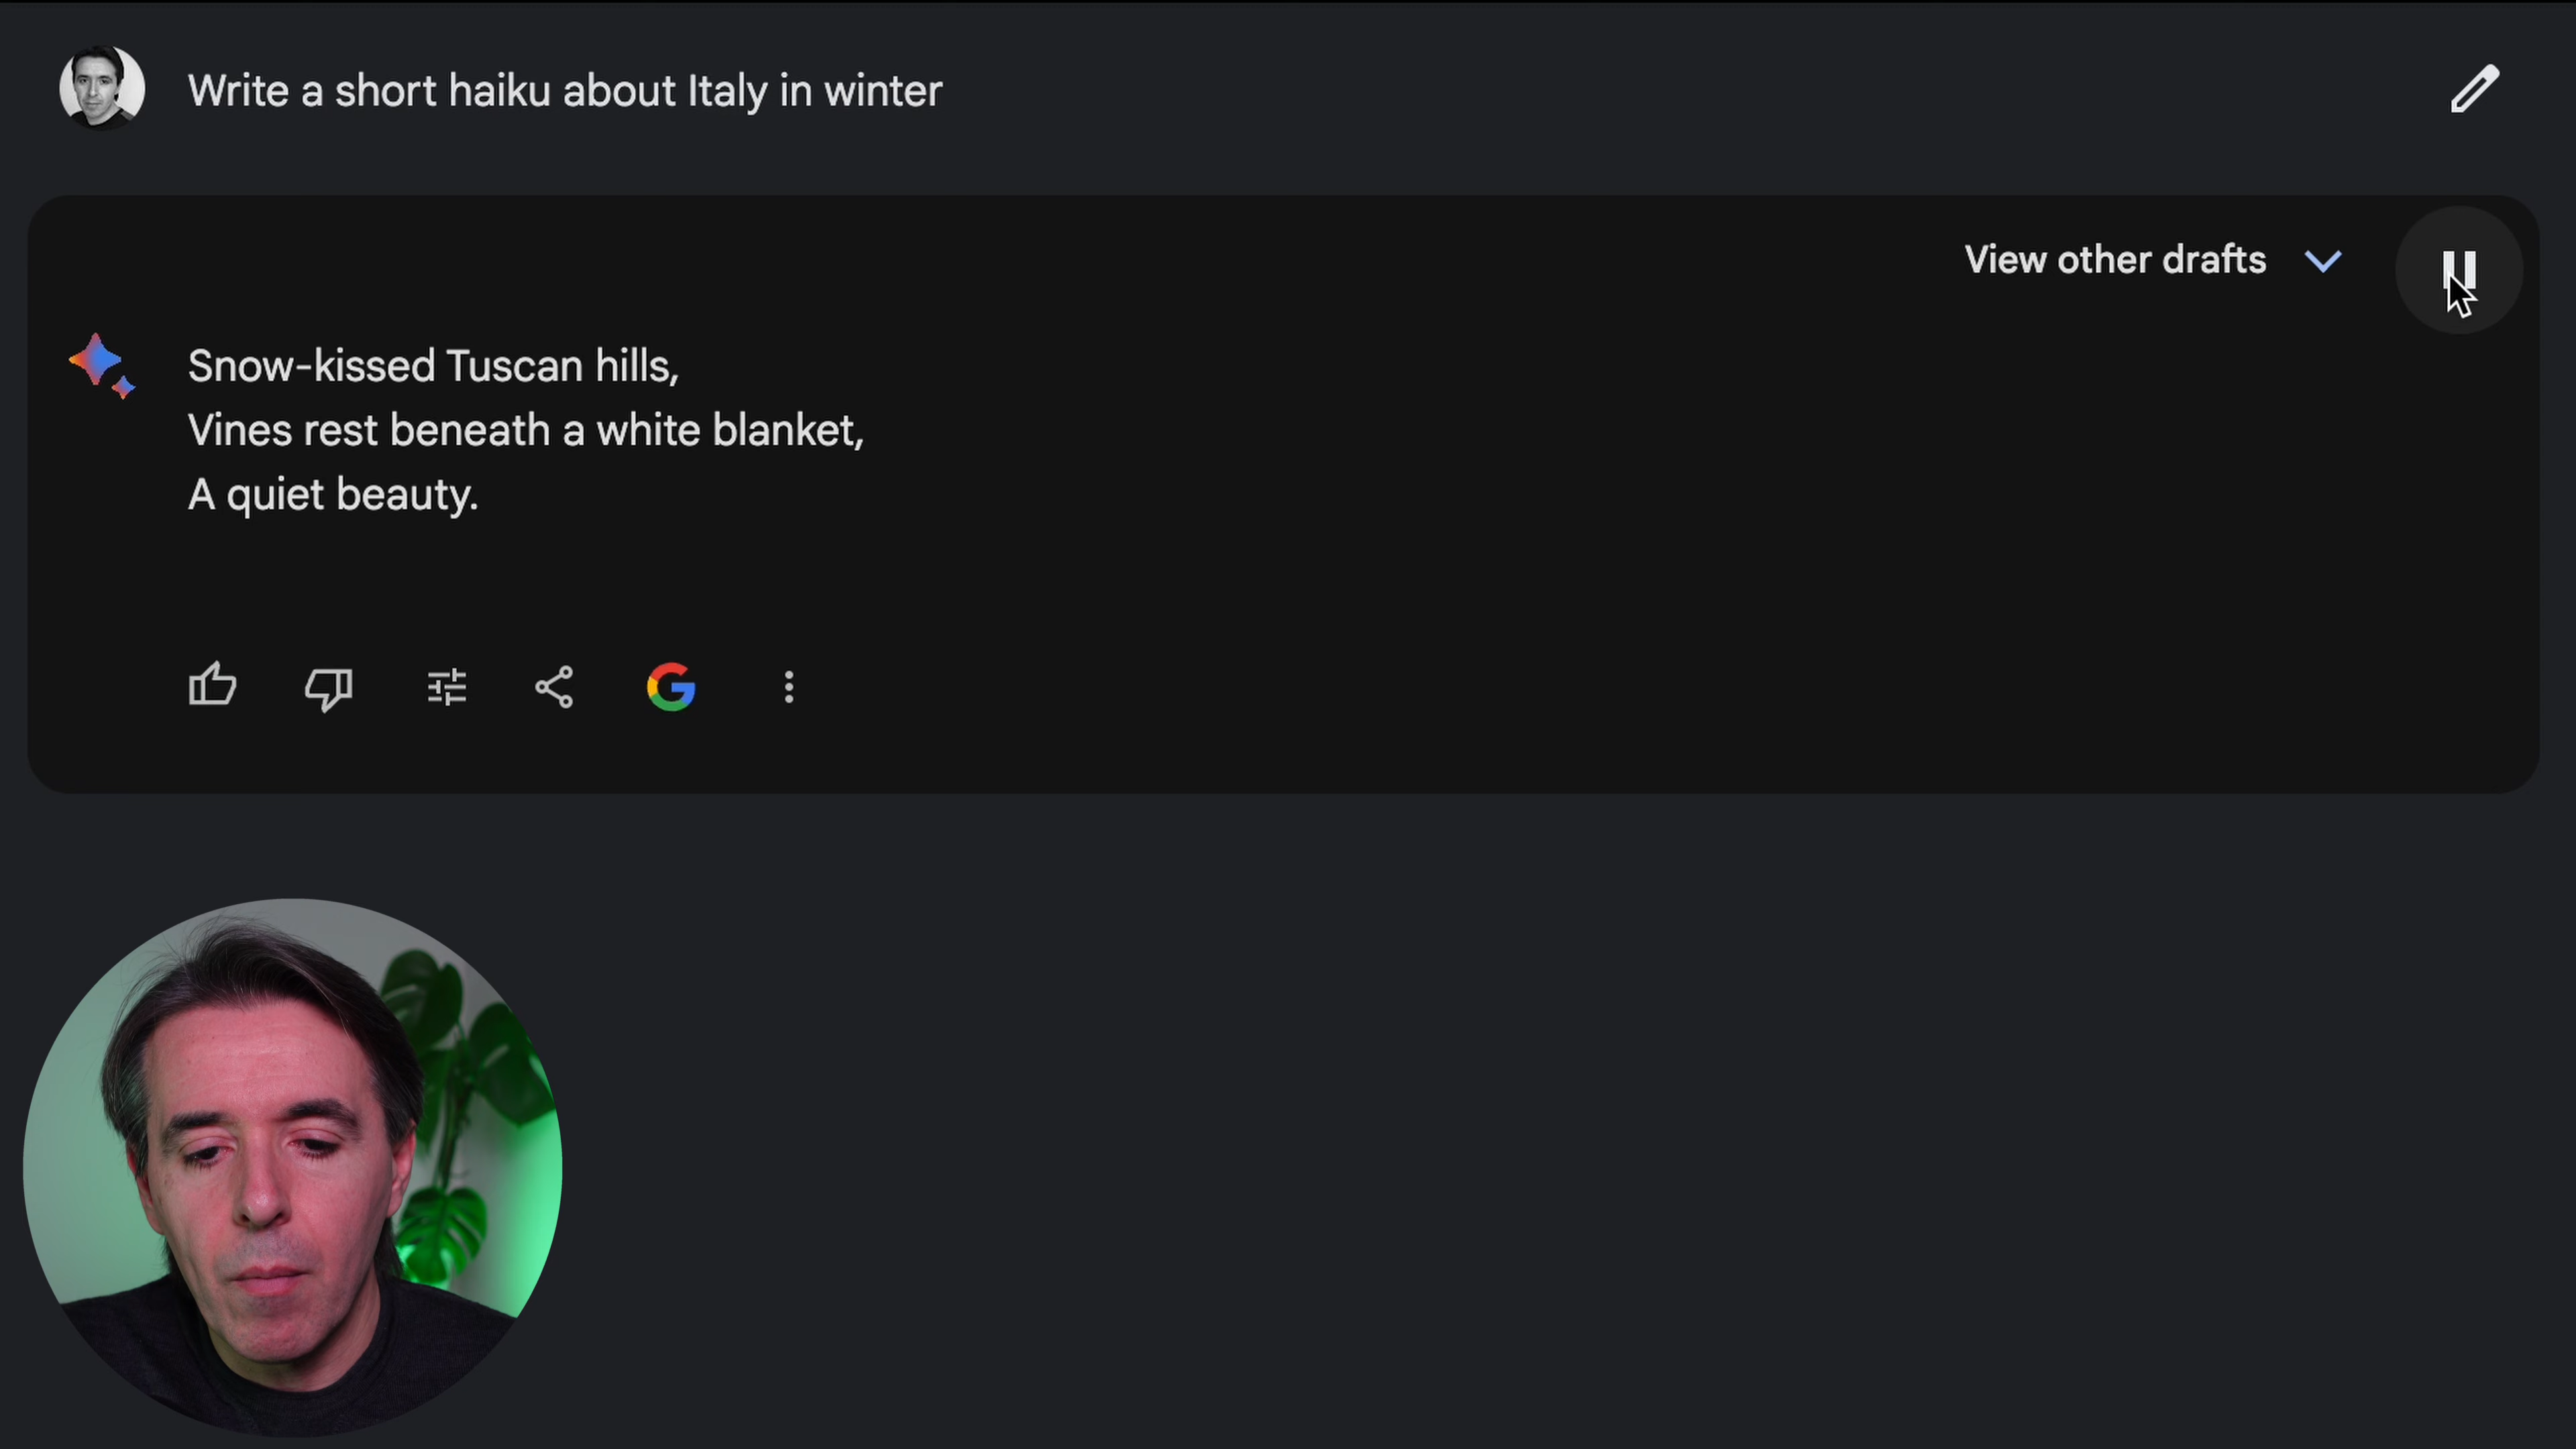 Write a short haiku about Italy in winter
View other drafts
Snow-kissed Tuscan hills,
Vines rest beneath a white blanket,
A quiet beauty.